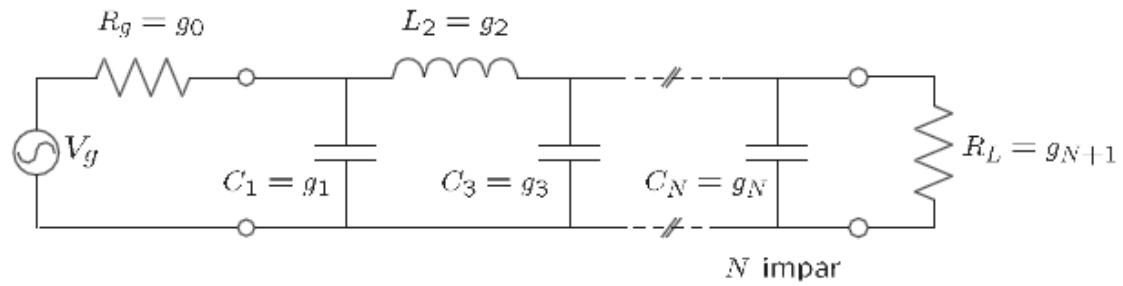 R_g = g_0
L_2 = g_2
V_g
C_1 = g_1
C_3 = g_3
C_N = g_N
R_L = g_{N+1}
N impar